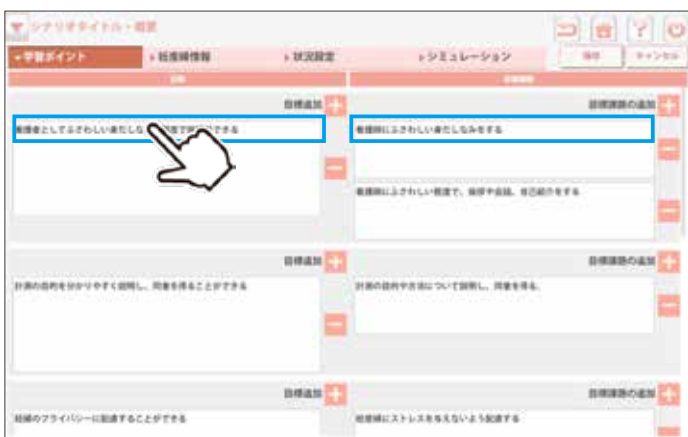 シナリオタイトル・概要
学習ポイント
妊産婦情報
状況設定
シミュレーション
保存
キャンセル
目標
目標課題
目標追加
目標課題の追加
看護者としてふさわしい身だしな
できる
看護師にふさわしい身だしなみをする
看護師にふさわしい態度で、挨拶や会話、自己紹介をする
目標追加
目標課題の追加
計測の目的を分かりやすく説明し、同意を得ることができる
計測の目的や方法について説明し、同意を得る。
目標追加
目標課題の追加
妊婦のプライバシーに配慮することができる
妊産婦にストレスを与えないよう配慮する